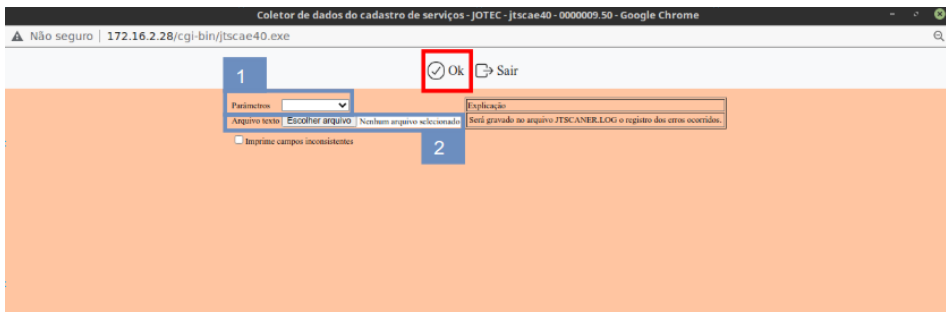 Coletor de dados do cadastro de serviços - JOTEC - jtscae40 - 0000009.50 - Google Chrome
Não seguro | 172.16.2.28/cgi-bin/jtscae40.exe
Ok Sair
1
Parâmetros
Explicação
Arquivo texto Escolher arquivo Nenhum arquivo selecionado
Será gravado no arquivo JTSCANER.LOG o registro dos erros ocorridos.
Imprime campos inconsistentes
2